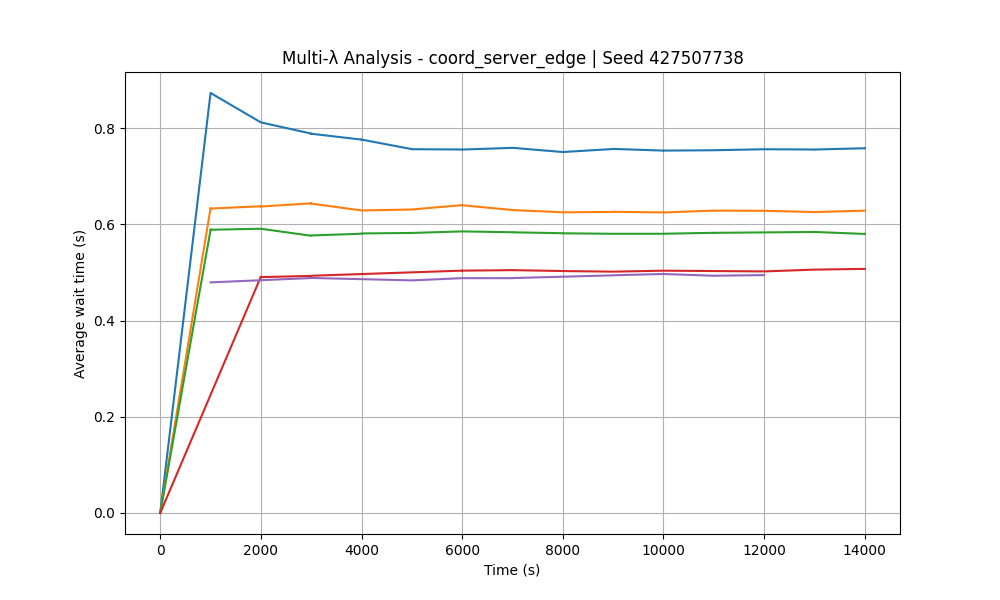 Multi-λ Analysis - coord_server_edge | Seed 427507738
Average wait time (s)
0.8
0.6
0.4
0.2
0.0
0 2000 4000 6000 8000 10000 12000 14000
Time (s)